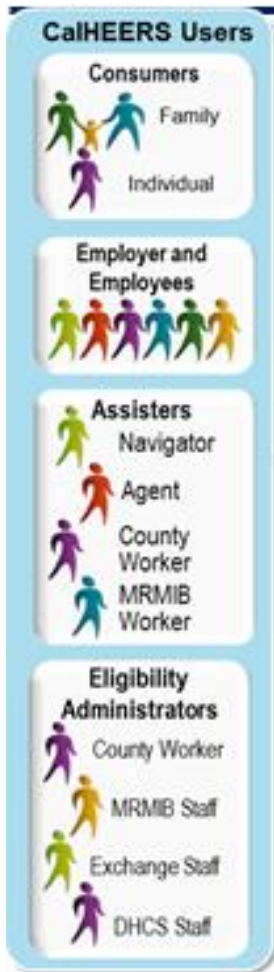 CalHEERS Users
Consumers
Family
Individual
Employer and
Employees
Assisters
Navigator
Agent
County
Worker
MRMIB
Worker
Eligibility
Administrators
County Worker
MRMIB Staff
Exchange Staff
DHCS Staff